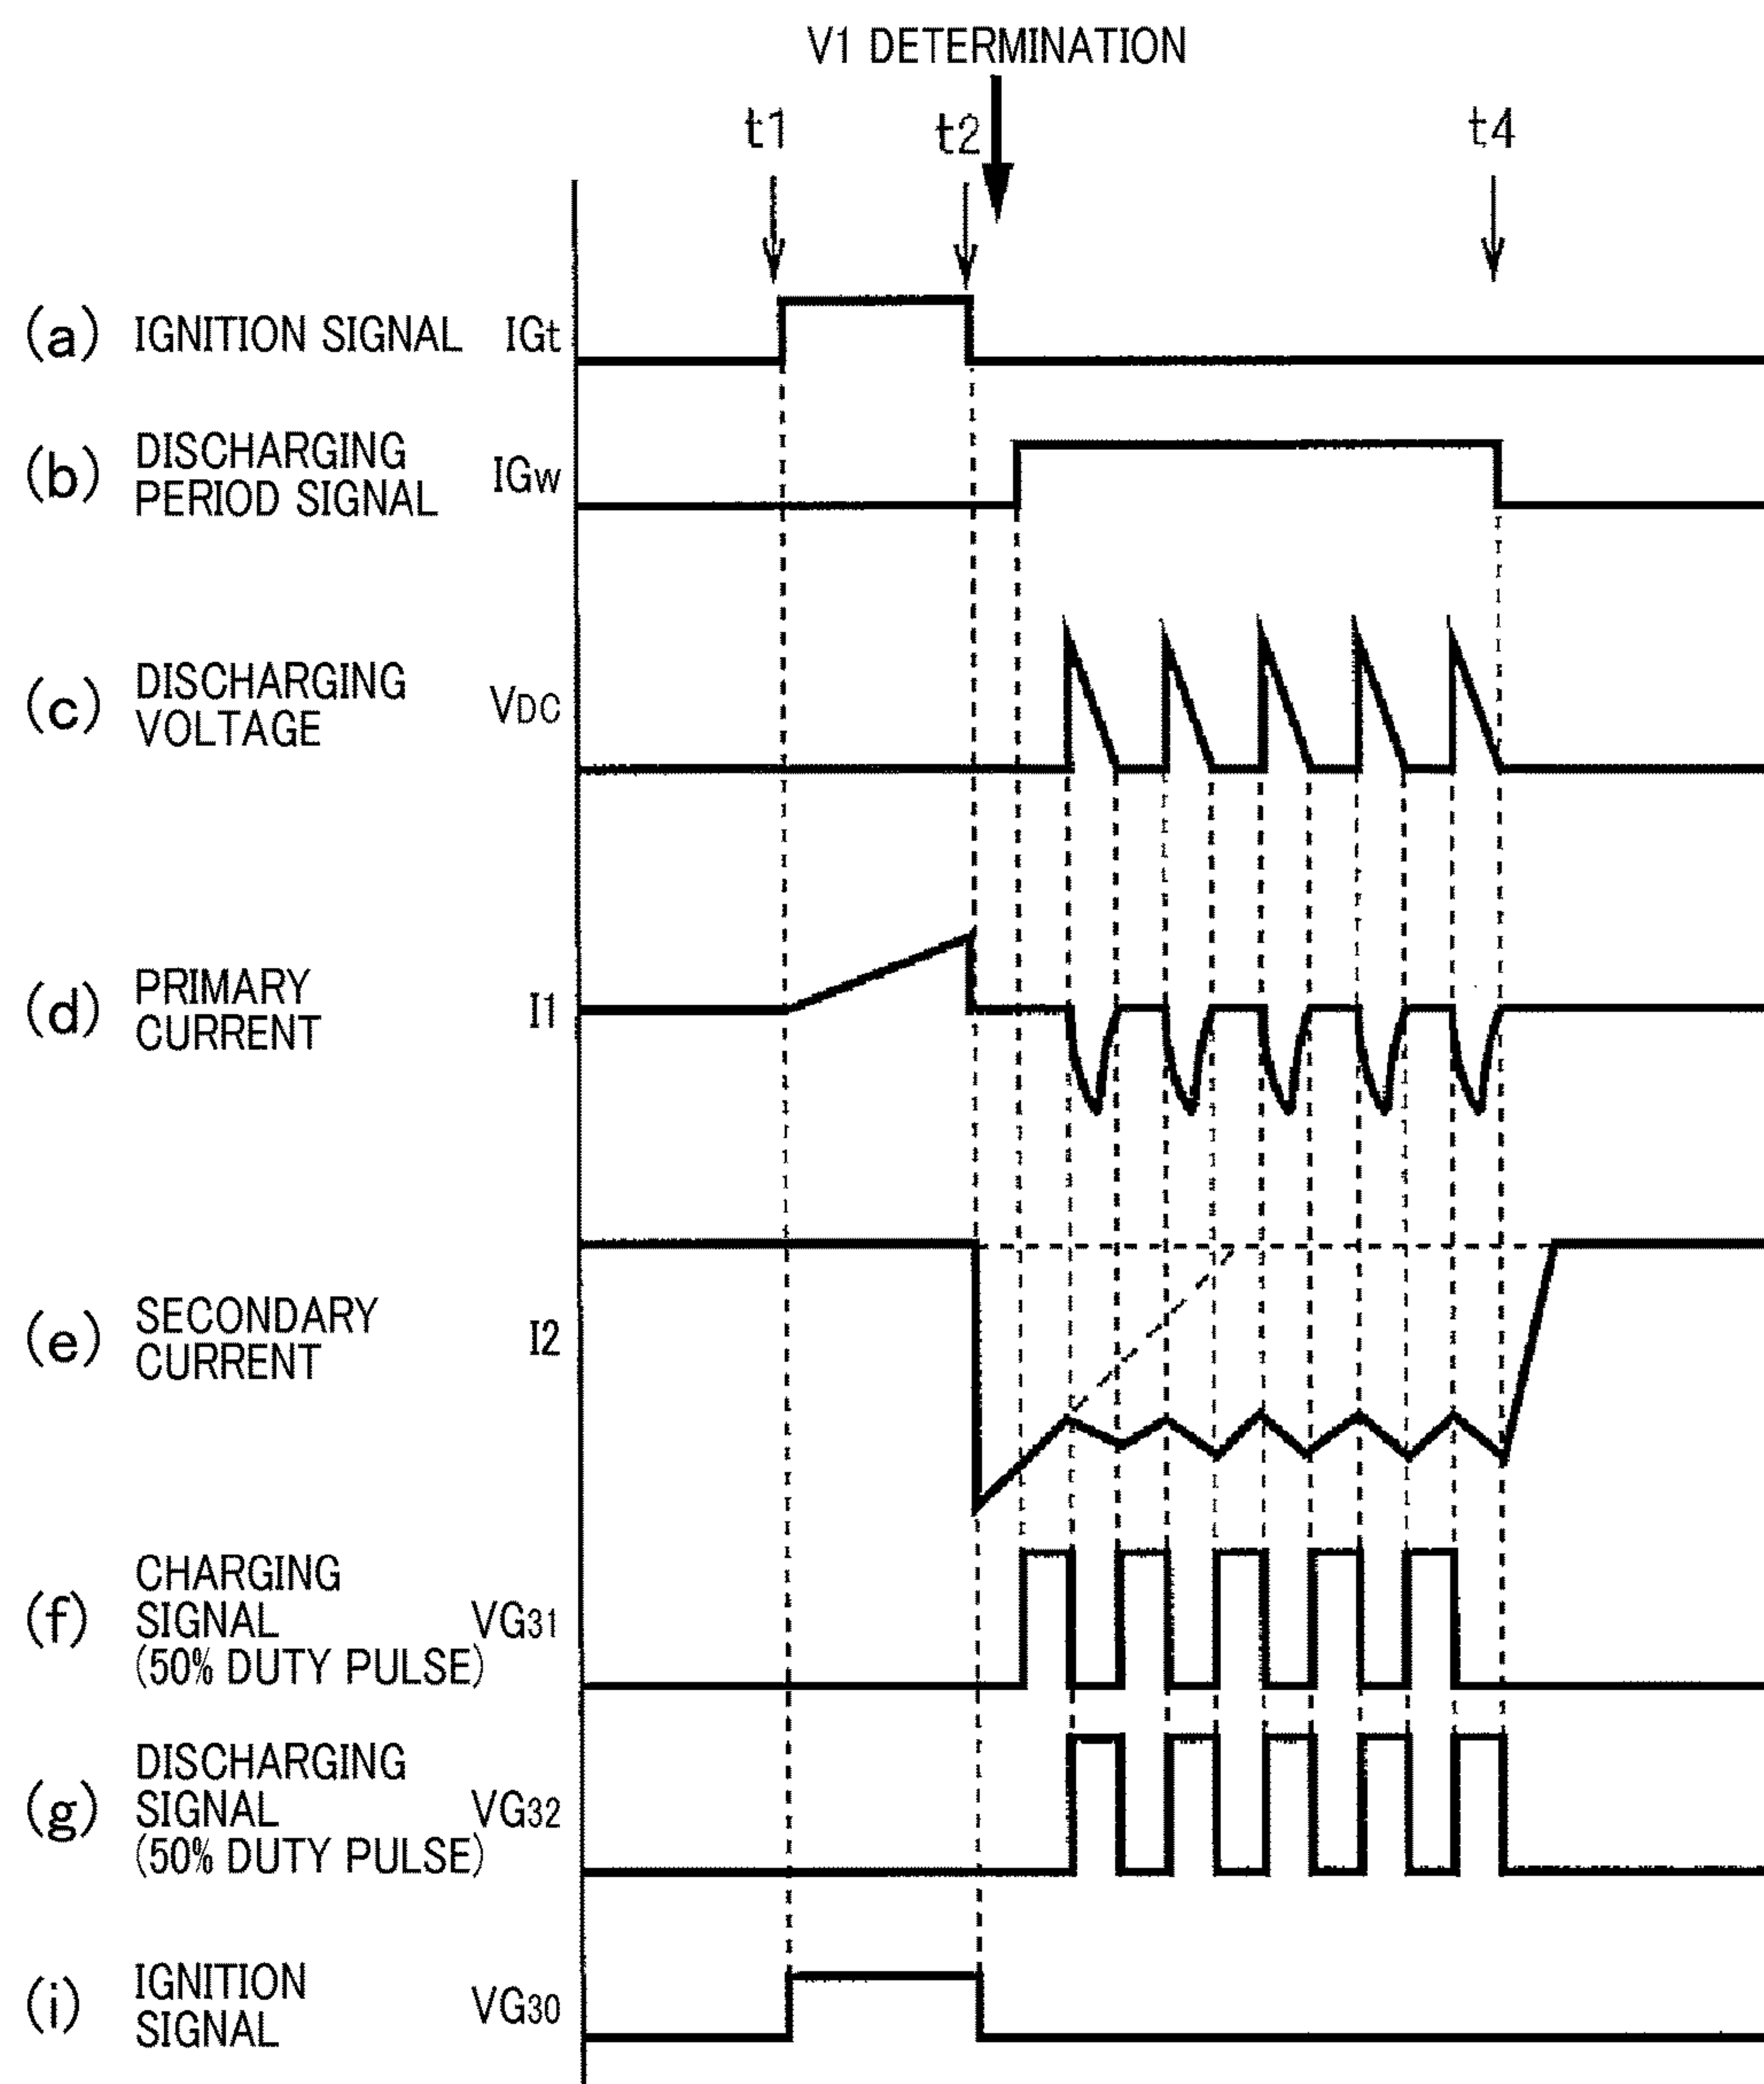 V1 DETERMINATION
t1 t2 t4
(a) IGNITION SIGNAL IGt
(b) DISCHARGING PERIOD SIGNAL IGw
(c) DISCHARGING VOLTAGE VDC
(d) PRIMARY CURRENT I1
(e) SECONDARY CURRENT I2
(f) CHARGING SIGNAL (50% DUTY PULSE) VG31
(g) DISCHARGING SIGNAL (50% DUTY PULSE) VG32
(i) IGNITION SIGNAL VG30